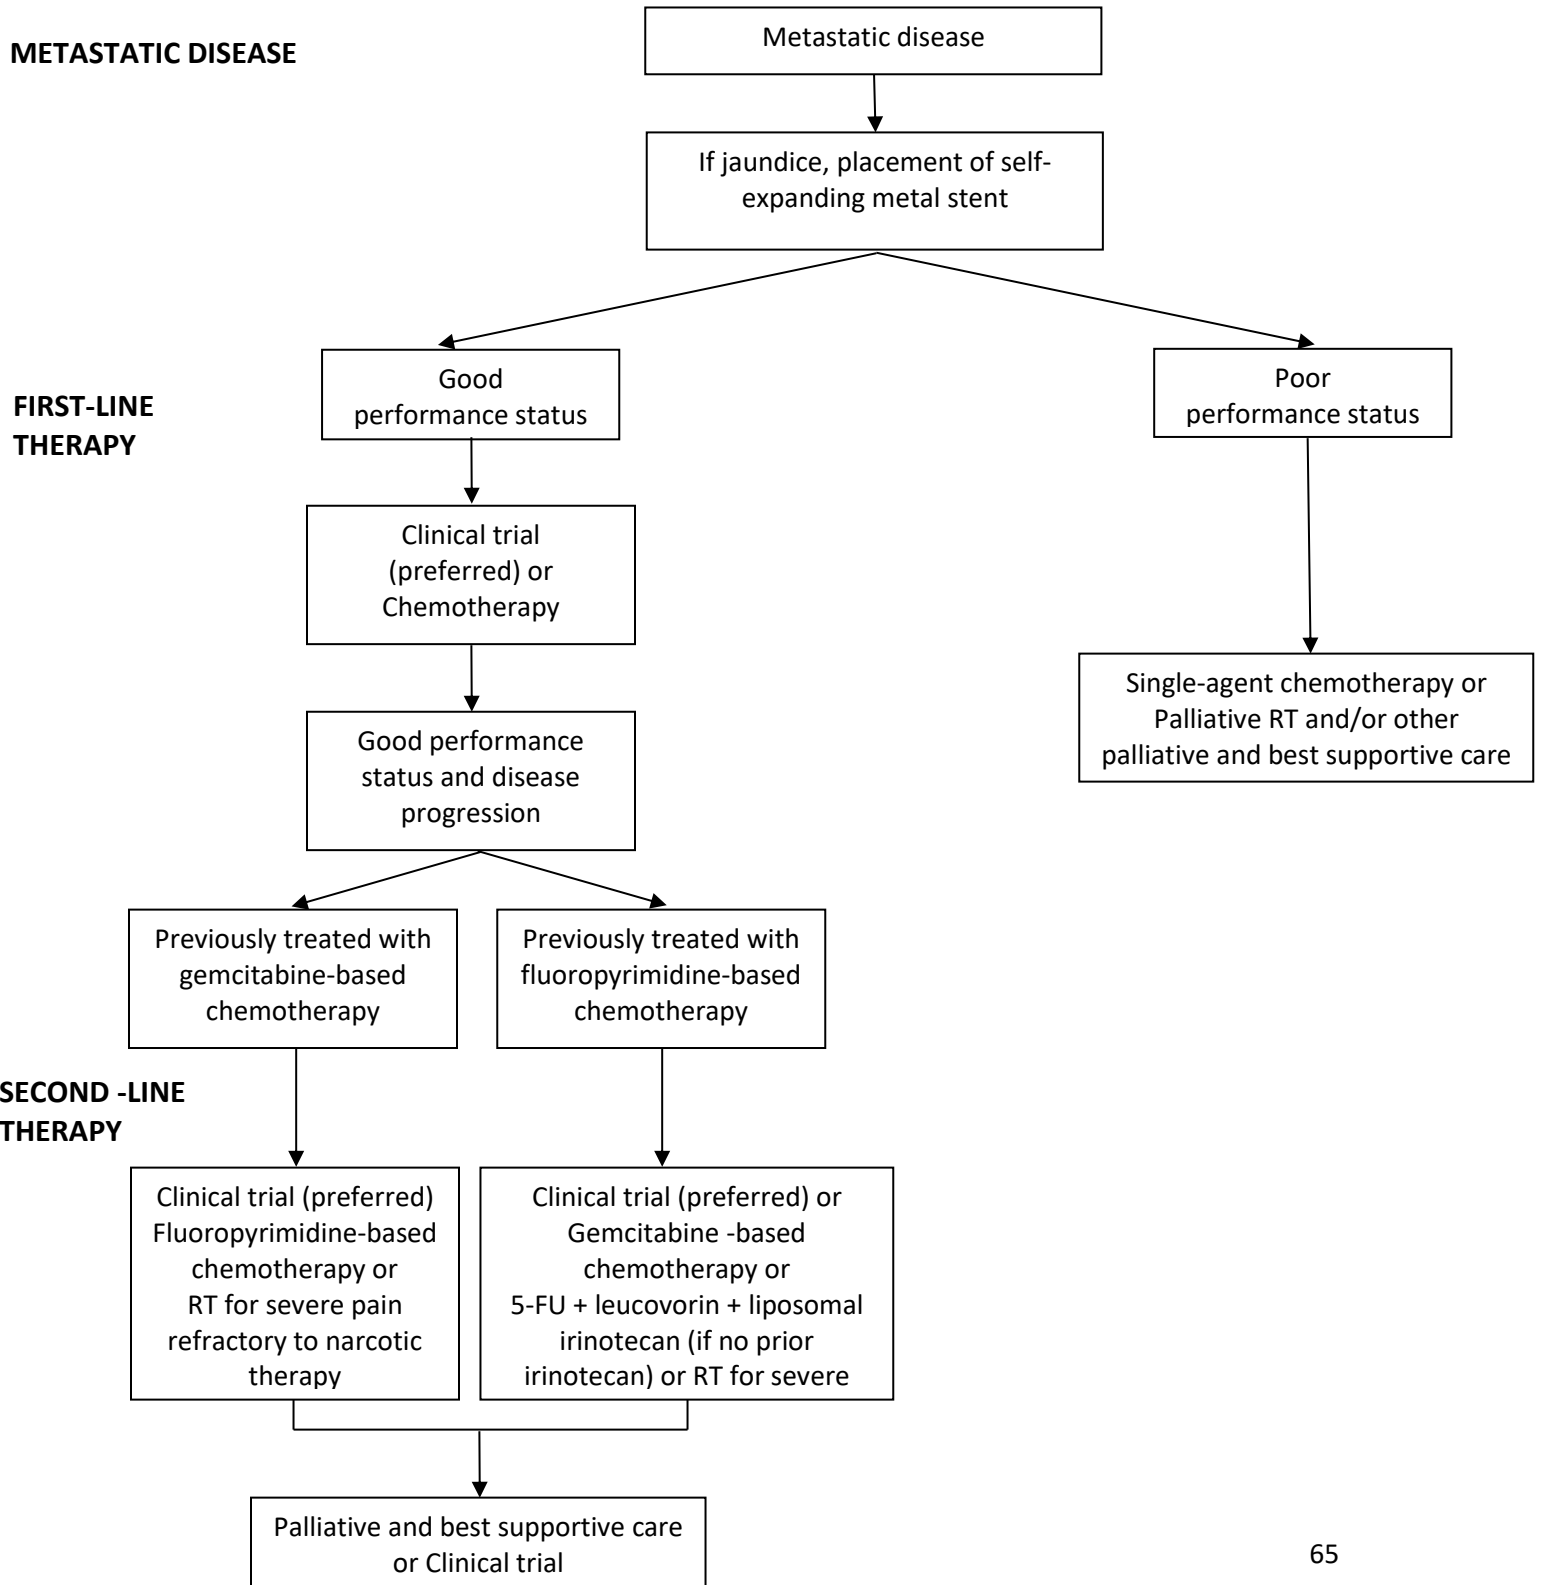 METASTATIC DISEASE
Metastatic disease
If jaundice, placement of self-
expanding metal stent
FIRST-LINE
THERAPY
Good
performance status
Poor
performance status
Clinical trial
(preferred) or
Chemotherapy
Single-agent chemotherapy or
Palliative RT and/or other
palliative and best supportive care
Good performance
status and disease
progression
Previously treated with
gemcitabine-based
chemotherapy
Previously treated with
fluoropyrimidine-based
chemotherapy
SECOND -LINE
THERAPY
Clinical trial (preferred)
Fluoropyrimidine-based
chemotherapy or
RT for severe pain
refractory to narcotic
therapy
Clinical trial (preferred) or
Gemcitabine -based
chemotherapy or
5-FU + leucovorin + liposomal
irinotecan (if no prior
irinotecan) or RT for severe
Palliative and best supportive care
or Clinical trial
65